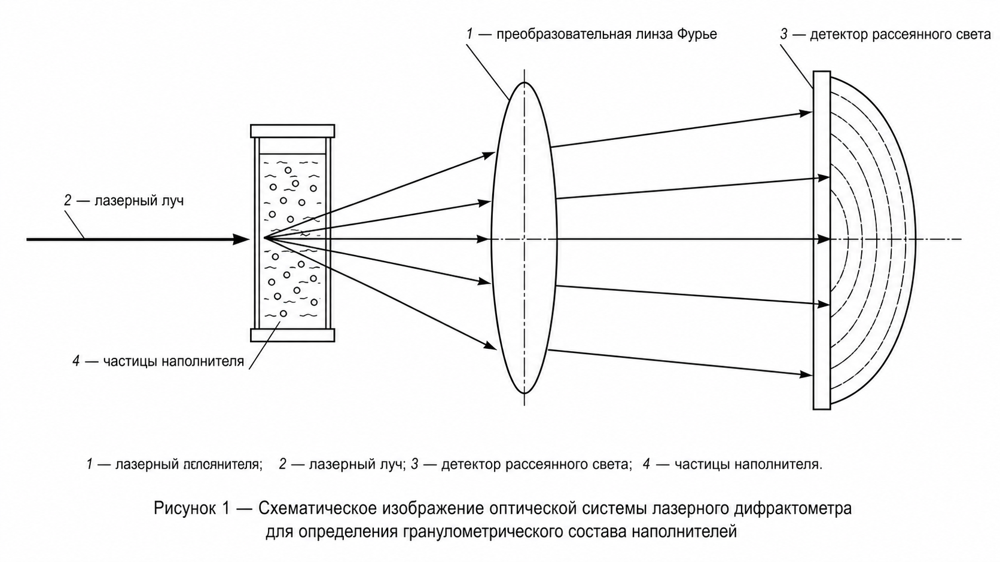 1 — преобразовательная линза Фурье
3 — детектор рассеянного света
2 — лазерный луч
4 — частицы наполнителя
1 — лазерный 2 — лазерный луч; 3 — детектор рассеянного света; 4 — частицы наполнителя.
Рисунок 1 — Схематическое изображение оптической системы лазерного дифрактометра
для определения гранулометрического состава наполнителей